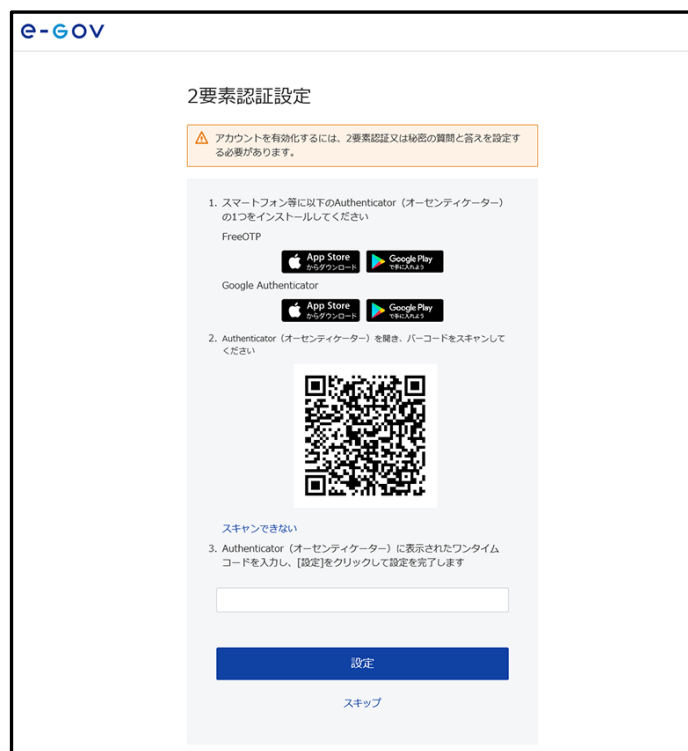 e-GOV
2要素認証設定
アカウントを有効化するには、2要素認証又は秘密の質問と答えを設定す
る必要があります。
1. スマートフォン等に以下のAuthenticator（オーセンティケーター）
の1つをインストールしてください
FreeOTP
App Store
からダウンロード
Google Play
で手に入れよう
Google Authenticator
App Store
からダウンロード
Google Play
で手に入れよう
2. Authenticator（オーセンティケーター）を開き、バーコードをスキャンして
ください
スキャンできない
3. Authenticator（オーセンティケーター）に表示されたワンタイム
コードを入力し、[設定]をクリックして設定を完了します
設定
スキップ